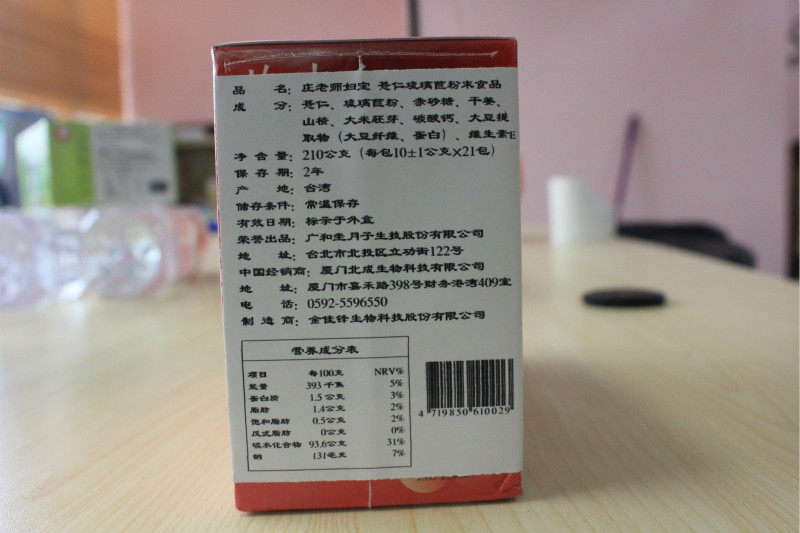 品 名：庄老师妇宝 薏仁琉璃苣粉末食品
成 分：薏仁、琉璃苣粉、赤砂糖、干姜、
山楂、大米胚芽、碳酸钙、大豆提
取物（大豆纤维、蛋白）、维生素E
净含量：210公克（每包10±1公克×21包）
保存期：2年
产 地：台湾
储存条件：常温保存
有效日期：标示于外盒
荣誉出品：广和坐月子生技股份有限公司
地 址：台北市北投区立功街122号
中国经销商：厦门北成生物科技有限公司
地 址：厦门市嘉禾路398号财务港湾409室
电 话：0592-5596550
制造商：金佳锋生物科技股份有限公司
营养成分表
项目 每100克 NRV%
能量 393 千焦 5%
蛋白质 1.5 公克 3%
脂肪 1.4公克 2%
饱和脂肪 0.5公克 2%
反式脂肪 0公克 0%
碳水化合物 93.6公克 31%
钠 131毫克 7%
4 719850 610029